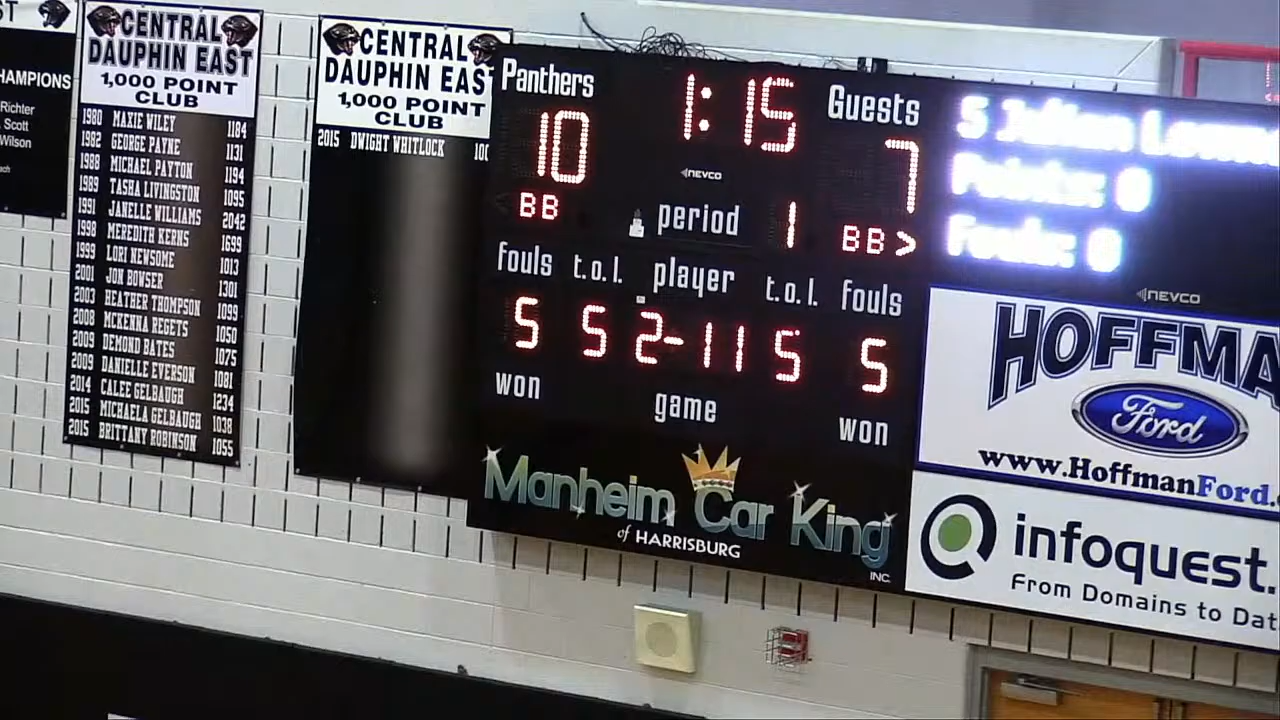 ST
HAMPIONS
Richter
Scott
Wilson
CENTRAL
DAUPHIN EAST
1,000 POINT
CLUB
1980 MAXIE WILEY 1184
1982 GEORGE PAYNE 1131
1988 MICHAEL PAYTON 1194
1989 TASHA LIVINGSTON 1095
1991 JANELLE WILLIAMS 2042
1998 MEREDITH KERNS 1699
1999 LORI NEWSOME 1013
2001 JON BOWSER 1301
2003 HEATHER THOMPSON 1099
2008 MCKENNA REGETS 1050
2009 DEMOND BATES 1075
2009 DANIELLE EVERSON 1081
2014 CALEE GELBAUGH 1234
2015 MICHAELA GELBAUGH 1038
2015 BRITTANY ROBINSON 1055
CENTRAL
DAUPHIN EAS
1,000 POINT
CLUB
2015 DWIGHT WHITLOCK 100
Panthers 1:15 Guests
10 NEVCO 7
BB period 1 BB >
fouls t.o.l. player t.o.l. fouls
5 5 2-11 5 5
won game won
Manheim Car King
of HARRISBURG
INC.
5 Julien
Points: 0
Fouls: 0
NEVCO
HOFFMA
Ford
www.HoffmanFord.
infoquest.
From Domains to Dat